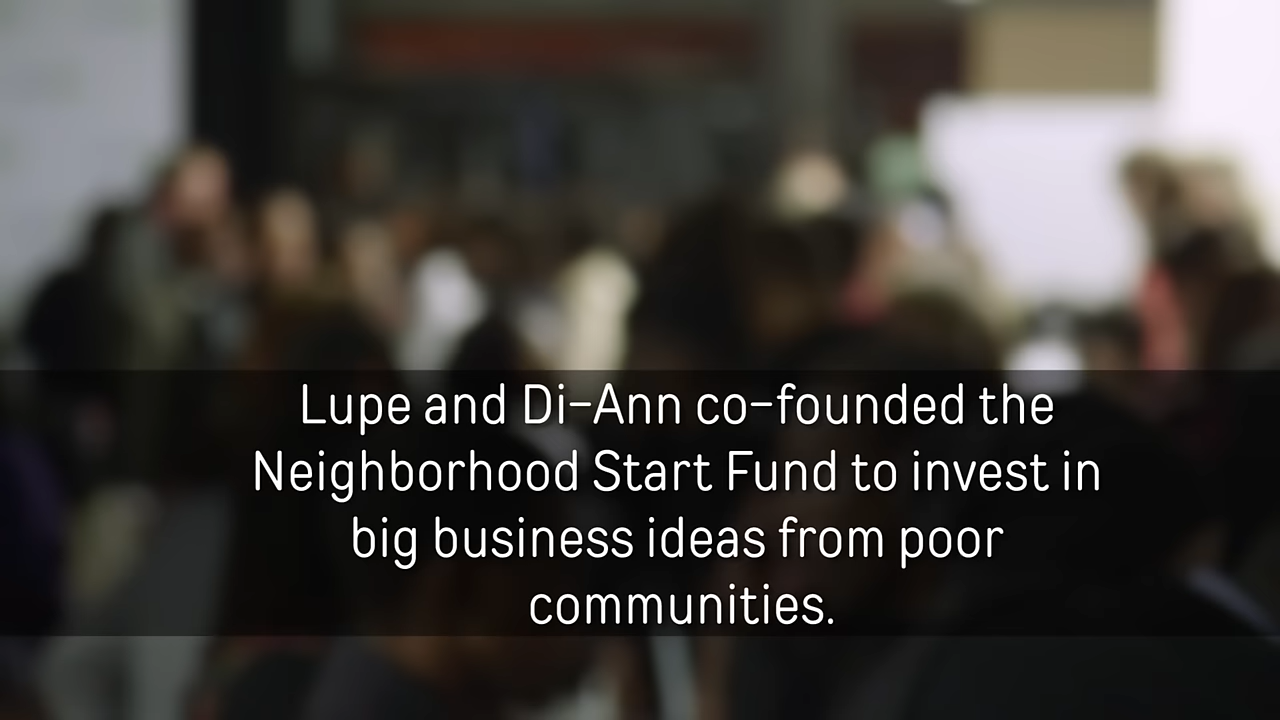 Lupe and Di-Ann co-founded the
Neighborhood Start Fund to invest in
big business ideas from poor
communities.